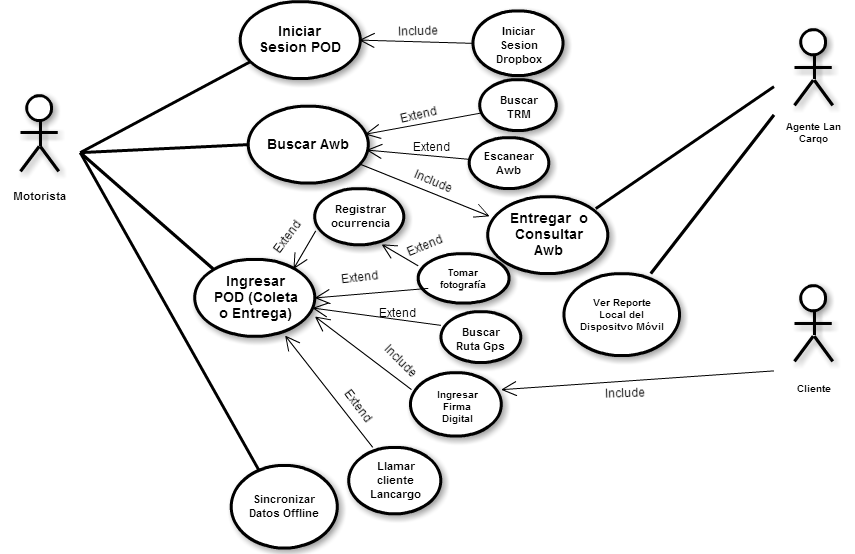 Iniciar
Sesion POD
Include
Iniciar
Sesion
Dropbox
Buscar
TRM
Extend
Buscar Awb
Extend
Escanear
Awb
Include
Motorista
Agente Lan
Cargo
Registrar
ocurrencia
Entregar o
Consultar
Awb
Extend
Extend
Ingresar
POD (Coleta
o Entrega)
Extend
Tomar
fotografía
Extend
Buscar
Ruta Gps
Ver Reporte
Local del
Dispositvo Móvil
Include
Ingresar
Firma
Digital
Include
Cliente
Extend
Llamar
cliente
Lancargo
Sincronizar
Datos Offline